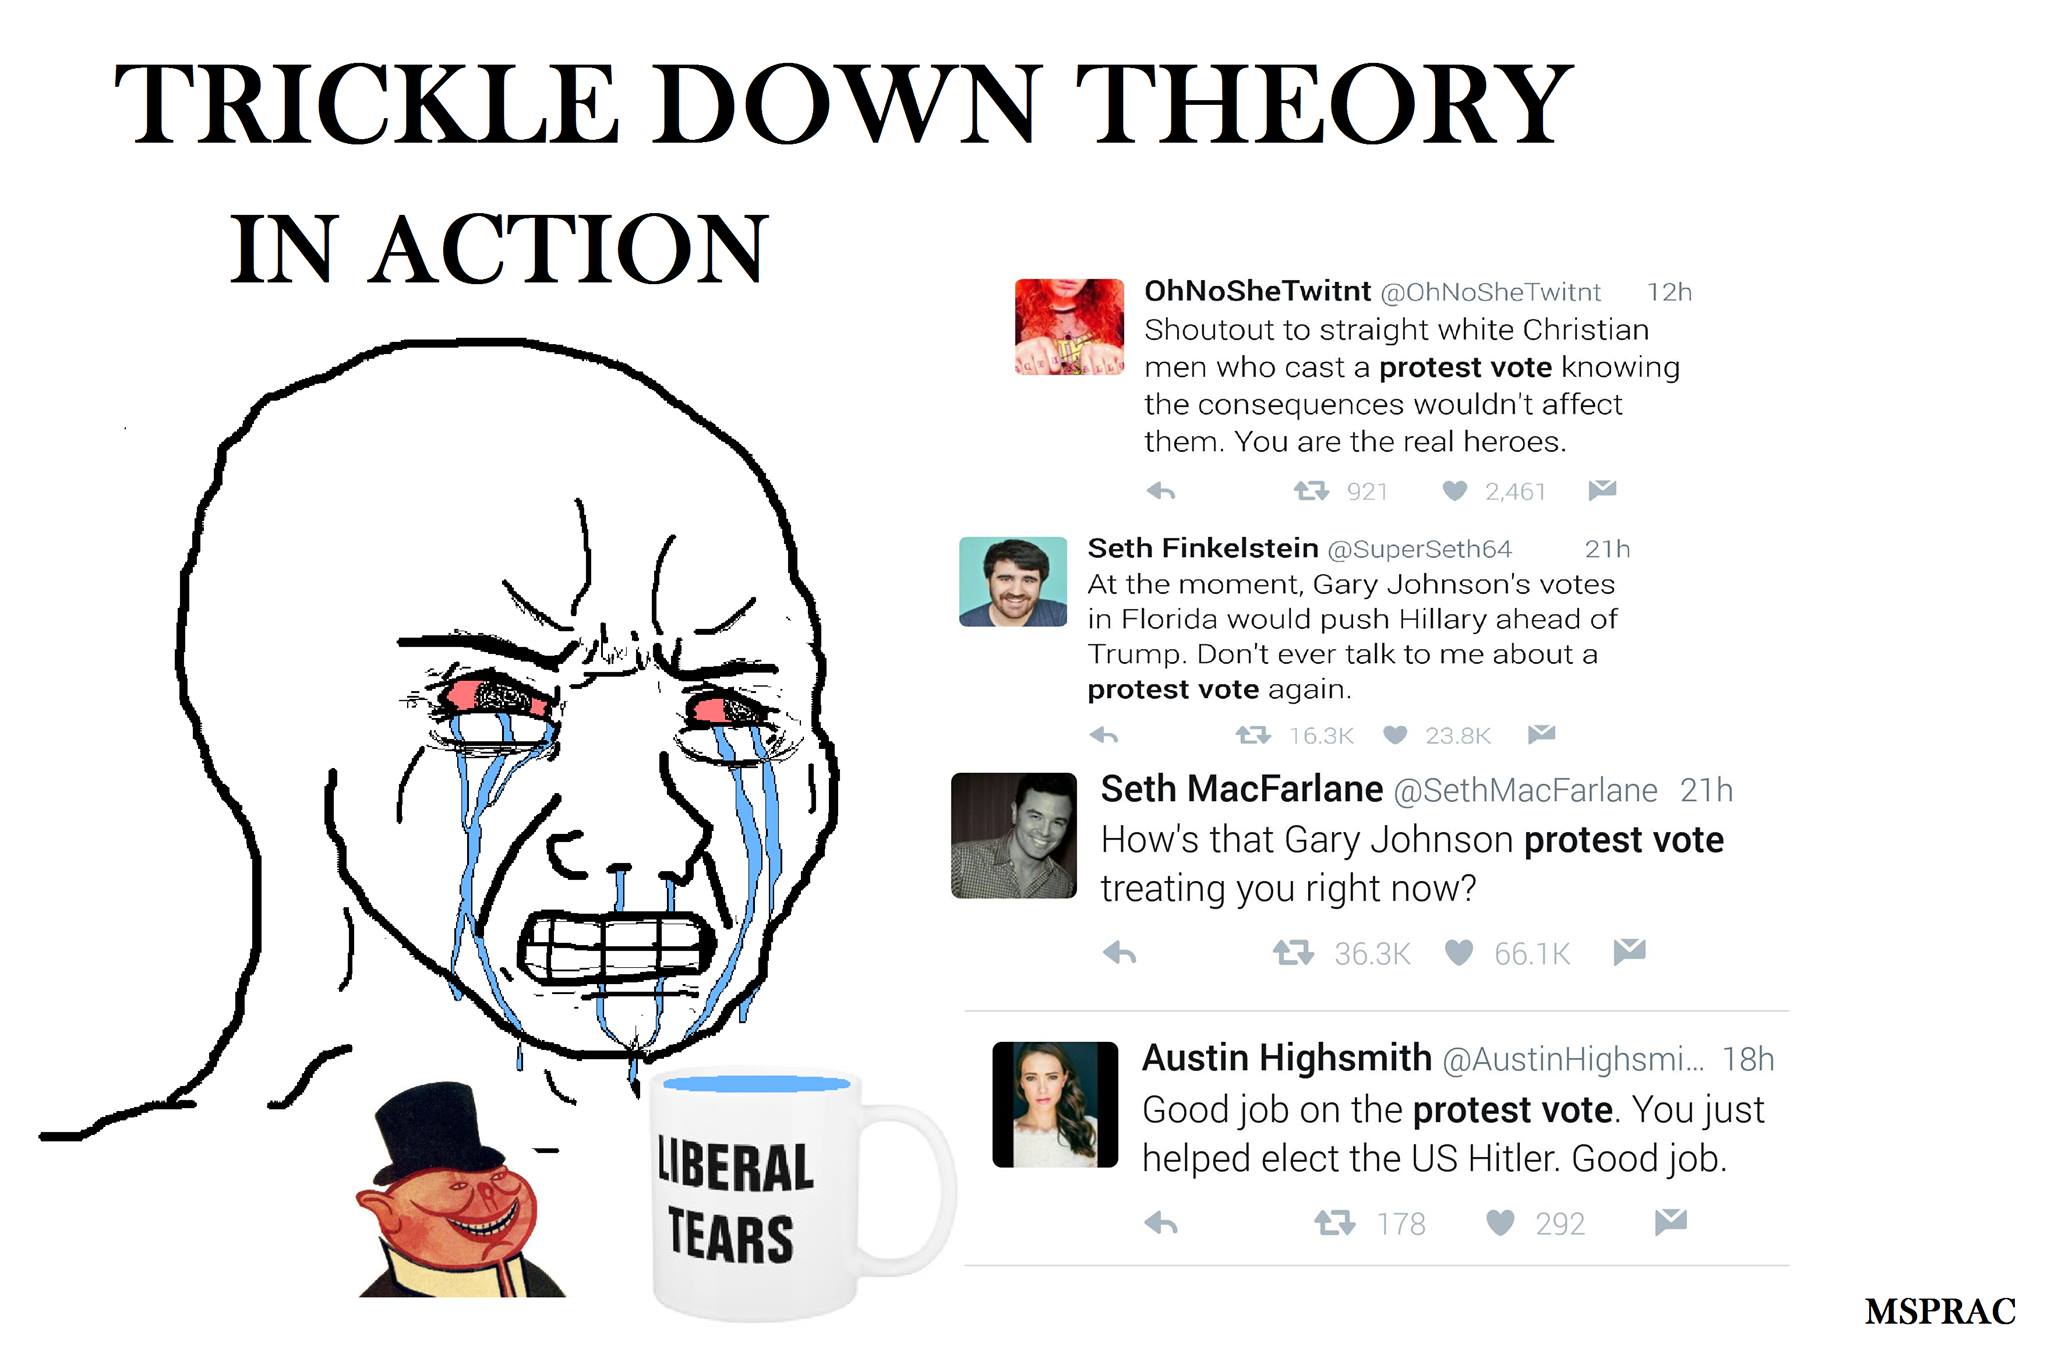 TRICKLE DOWN THEORY
IN ACTION
OhNoSheTwitnt @OhNoSheTwitnt 12h
Shoutout to straight white Christian
men who cast a protest vote knowing
the consequences wouldn't affect
them. You are the real heroes.
921 2,461
Seth Finkelstein @SuperSeth64 21h
At the moment, Gary Johnson's votes
in Florida would push Hillary ahead of
Trump. Don't ever talk to me about a
protest vote again.
16.3K 23.8K
Seth MacFarlane @SethMacFarlane 21h
How's that Gary Johnson protest vote
treating you right now?
36.3K 66.1K
Austin Highsmith @AustinHighsmi... 18h
Good job on the protest vote. You just
helped elect the US Hitler. Good job.
178 292
LIBERAL
TEARS
MSPRAC